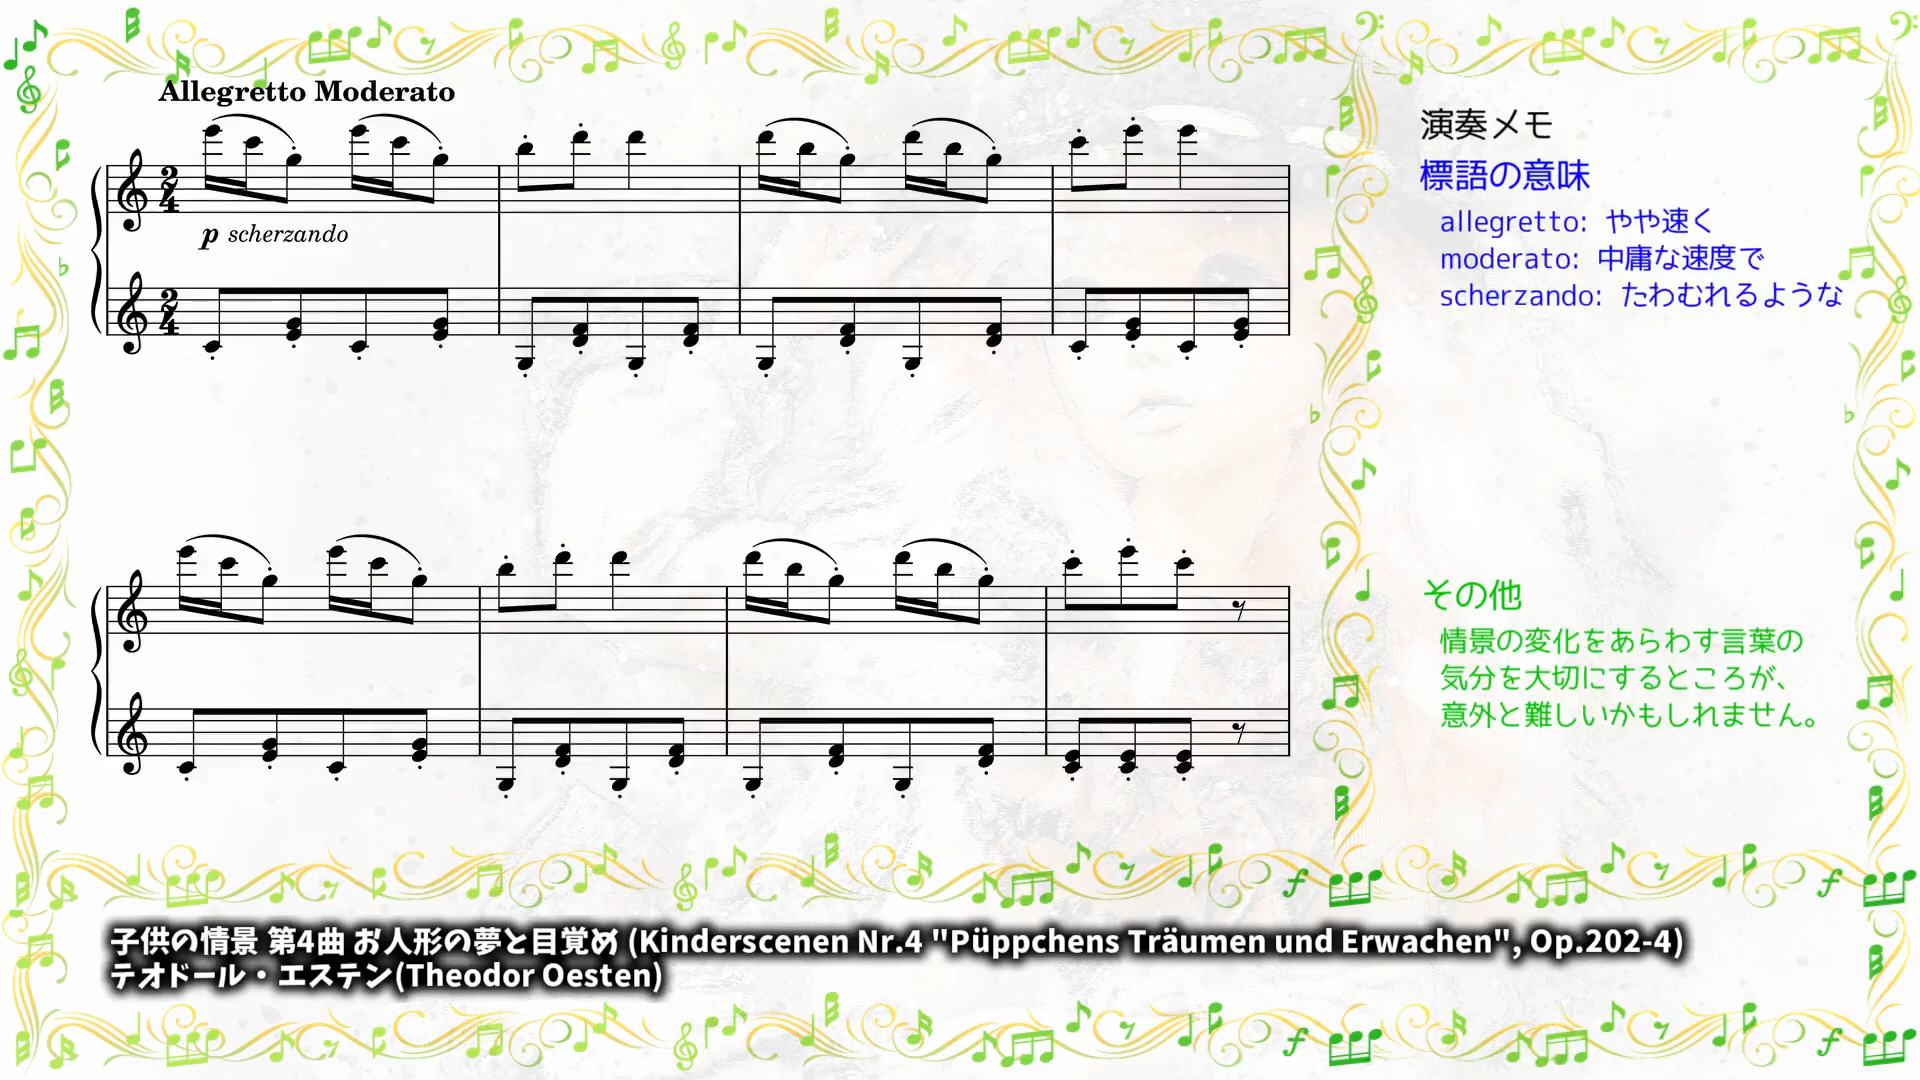 Allegretto Moderato
2
4
p scherzando
2
4
演奏メモ
標語の意味
allegretto: やや速く
moderato: 中庸な速度で
scherzando: たわむれるような
その他
情景の変化をあらわす言葉の
気分を大切にするところが、
意外と難しいかもしれません。
子供の情景 第4曲 お人形の夢と目覚め (Kinderscenen Nr.4 "Püppchens Träumen und Erwachen", Op.202-4)
テオドール・エステン(Theodor Oesten)